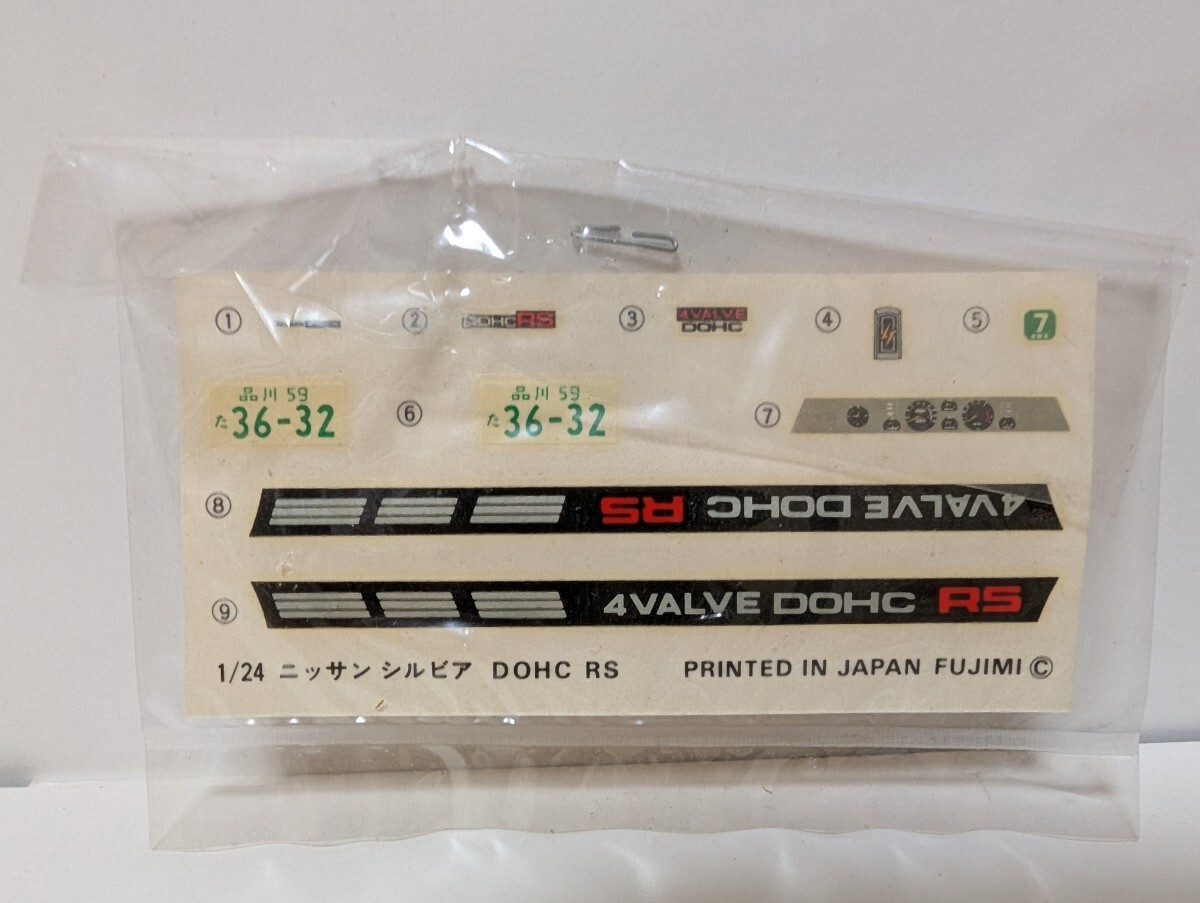 ① ② DOHC RS ③ 4VALVE DOHC ④ ⑤ 7
品川 59
た 36-32
⑥
品川 59
た 36-32
⑦
⑧ 4VALVE DOHC RS
⑨ 4VALVE DOHC RS
1/24 ニッサン シルビア DOHC RS PRINTED IN JAPAN FUJIMI ©